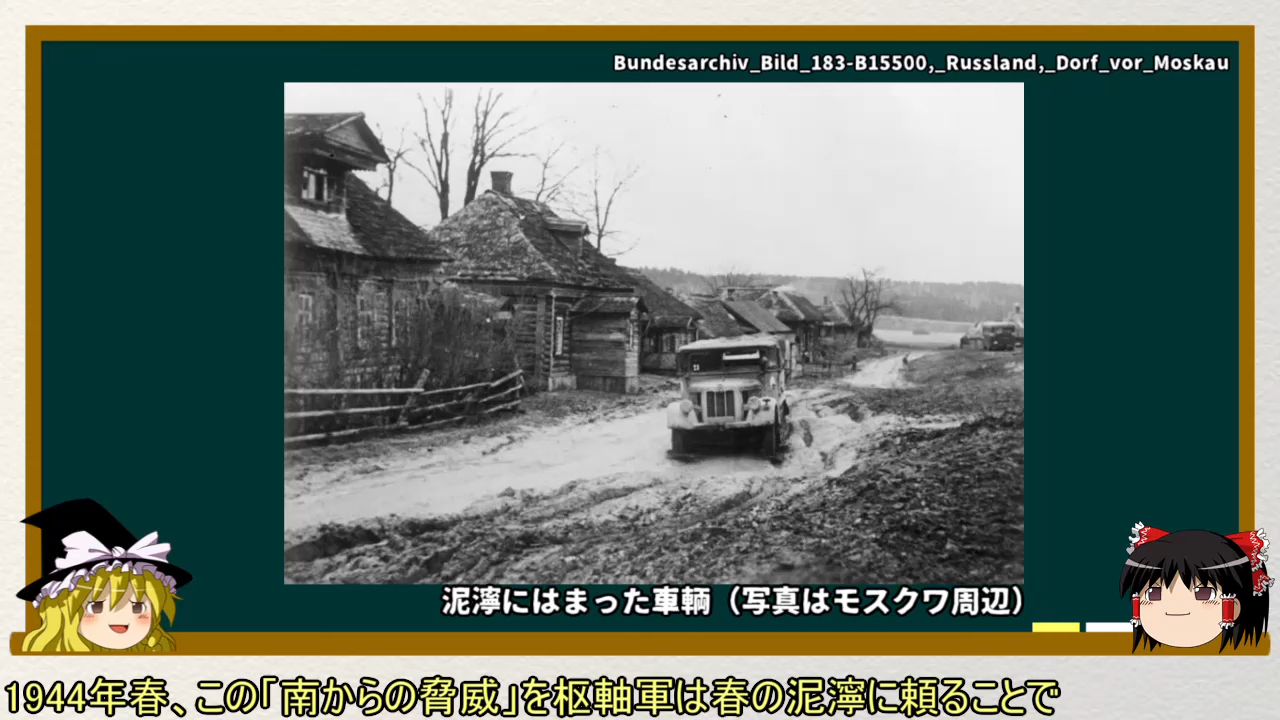 Bundesarchiv_Bild_183-B15500,_Russland,_Dorf_vor_Moskau
泥濘にはまった車輌（写真はモスクワ周辺）
1944年春、この「南からの脅威」を枢軸軍は春の泥濘に頼ることで